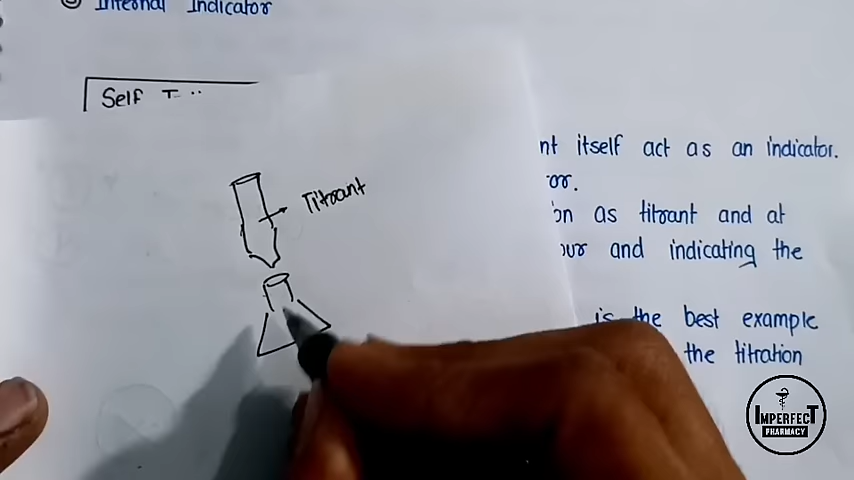 Internal Indicator
Self
Titrant
nt itself act as an indicator.
or.
on as titrant and at
our and indicating the
is the best example
the titration
IMPERFECT
PHARMACY